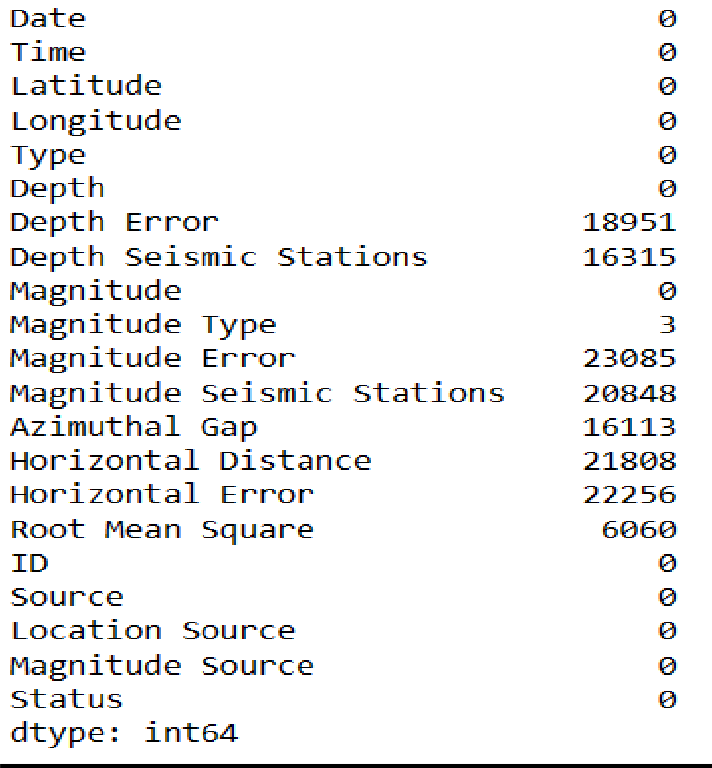 Date 0
Time 0
Latitude 0
Longitude 0
Type 0
Depth 0
Depth Error 18951
Depth Seismic Stations 16315
Magnitude 0
Magnitude Type 3
Magnitude Error 23085
Magnitude Seismic Stations 20848
Azimuthal Gap 16113
Horizontal Distance 21808
Horizontal Error 22256
Root Mean Square 6060
ID 0
Source 0
Location Source 0
Magnitude Source 0
Status 0
dtype: int64